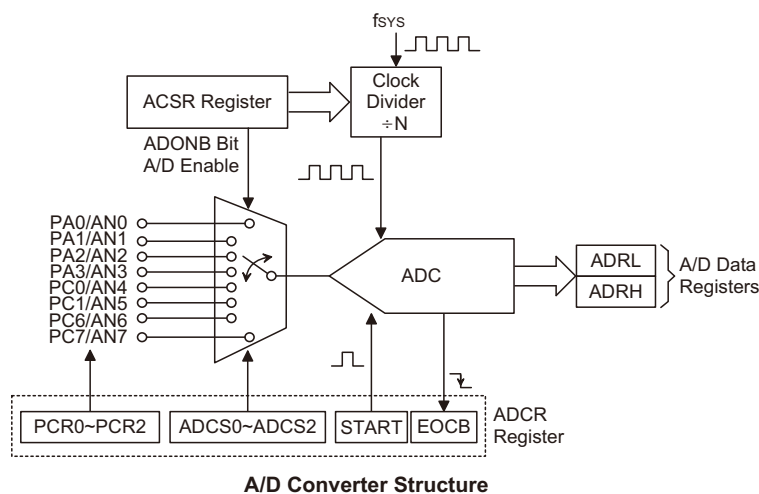 fSYS
ACSR Register
Clock
Divider
÷N
ADONB Bit
A/D Enable
PA0/AN0
PA1/AN1
PA2/AN2
PA3/AN3
PC0/AN4
PC1/AN5
PC6/AN6
PC7/AN7
ADC
ADRL
ADRH
A/D Data
Registers
PCR0~PCR2
ADCS0~ADCS2
START
EOCB
ADCR
Register
A/D Converter Structure